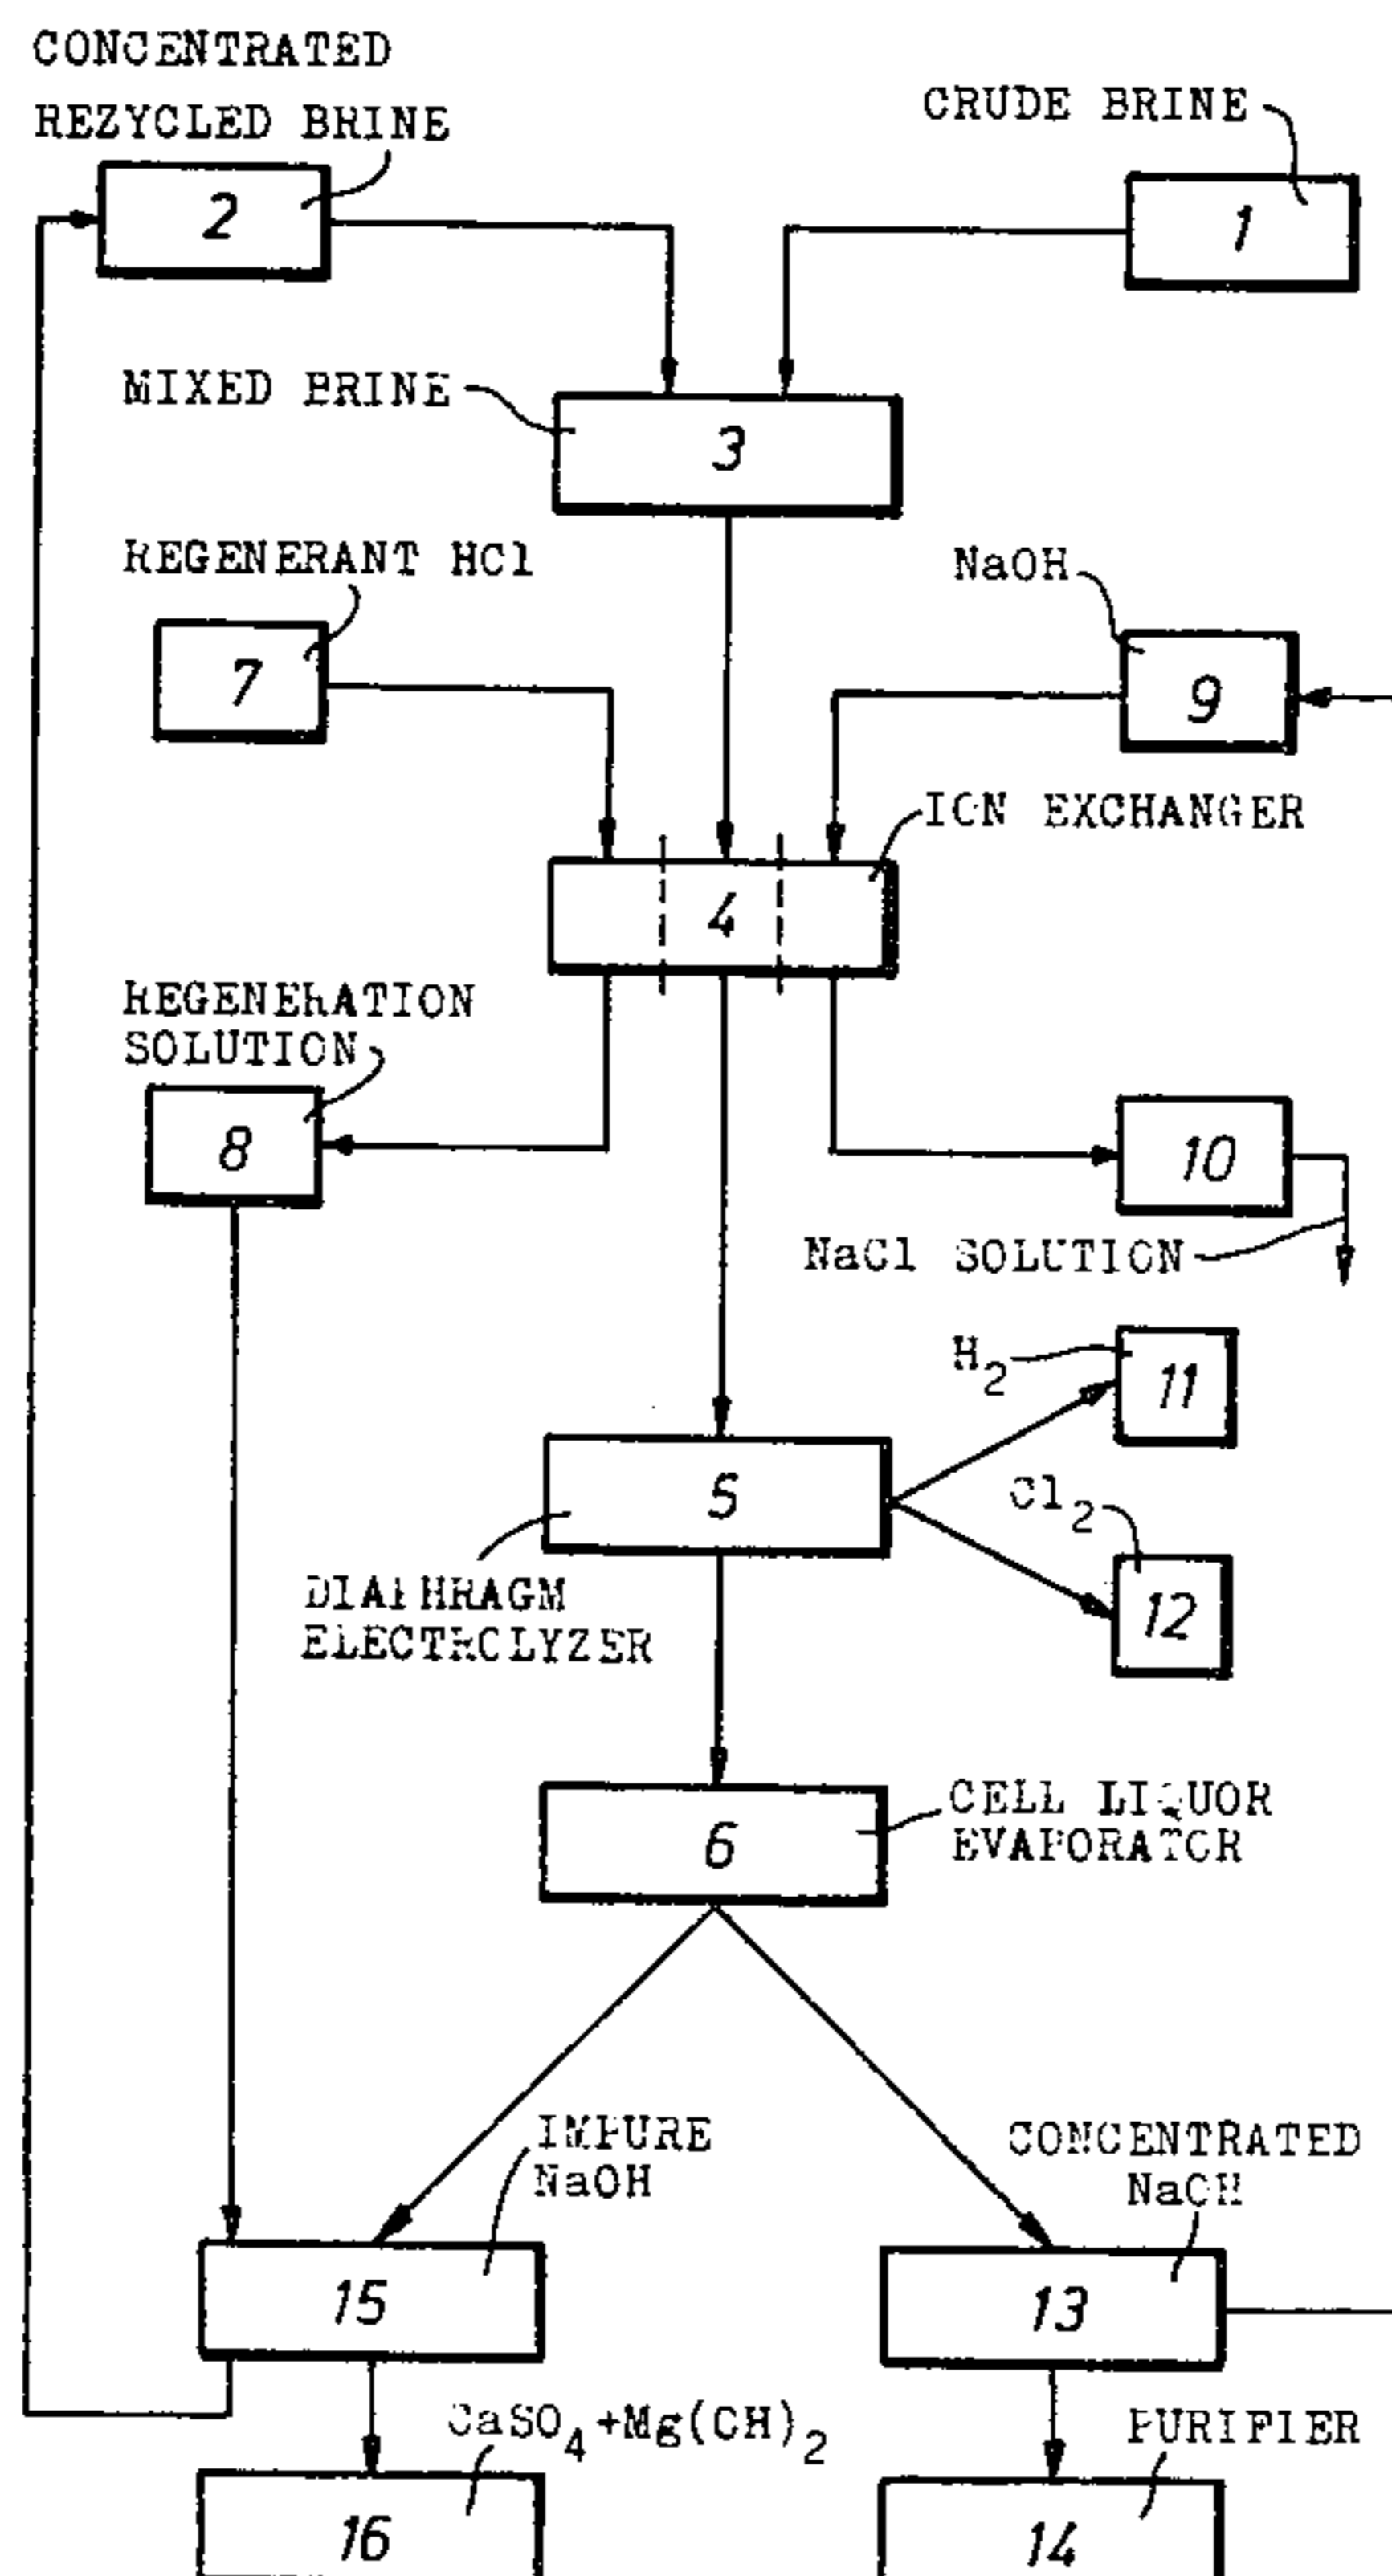 CONCENTRATED
REZYCLED BRINE
CRUDE BRINE
2
1
MIXED BRINE
3
REGENERANT HCl
NaOH
7
9
ION EXCHANGER
4
REGENERATION
SOLUTION
8
10
NaCl SOLUTION
H2
11
5
Cl2
12
DIAPHRAGM
ELECTROLYZER
CELL LIQUOR
EVAPORATOR
6
IMPURE
NaOH
CONCENTRATED
NaOH
15
13
CaSO4+Mg(OH)2
PURIFIER
16
14